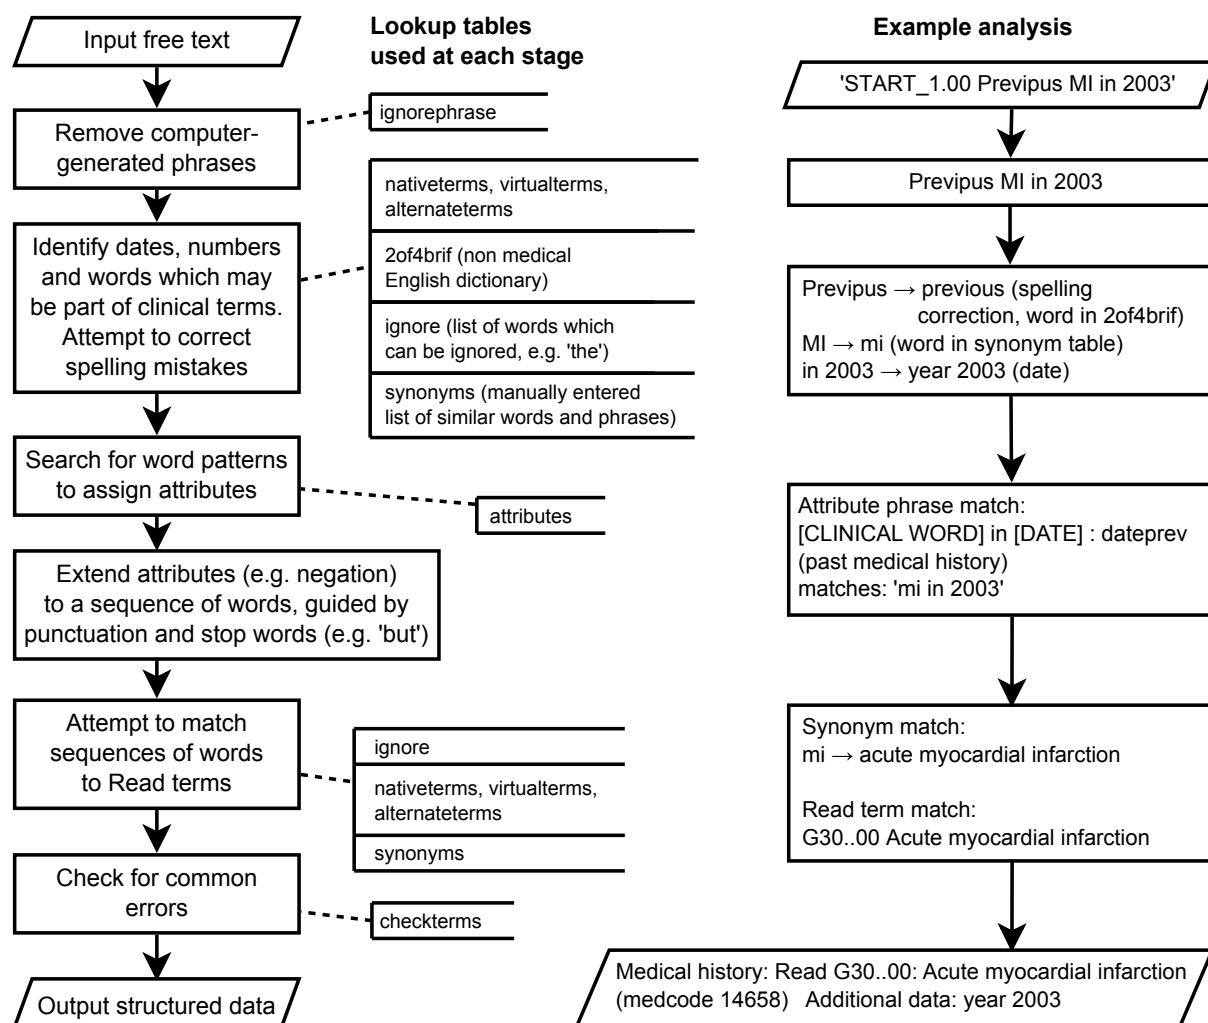 Input free text
Remove computer-
generated phrases
Identify dates, numbers
and words which may
be part of clinical terms.
Attempt to correct
spelling mistakes
Search for word patterns
to assign attributes
Extend attributes (e.g. negation)
to a sequence of words, guided by
punctuation and stop words (e.g. 'but')
Attempt to match
sequences of words
to Read terms
Check for common
errors
Output structured data
Lookup tables
used at each stage
ignorephrase
nativeterms, virtualterms,
alternateterms
2of4brif (non medical
English dictionary)
ignore (list of words which
can be ignored, e.g. 'the')
synonyms (manually entered
list of similar words and phrases)
attributes
ignore
nativeterms, virtualterms,
alternateterms
synonyms
checkterms
Example analysis
'START_1.00 Previpus MI in 2003'
Previpus MI in 2003
Previpus → previous (spelling
correction, word in 2of4brif)
MI → mi (word in synonym table)
in 2003 → year 2003 (date)
Attribute phrase match:
[CLINICAL WORD] in [DATE] : dateprev
(past medical history)
matches: 'mi in 2003'
Synonym match:
mi → acute myocardial infarction
Read term match:
G30..00 Acute myocardial infarction
Medical history: Read G30..00: Acute myocardial infarction
(medcode 14658) Additional data: year 2003